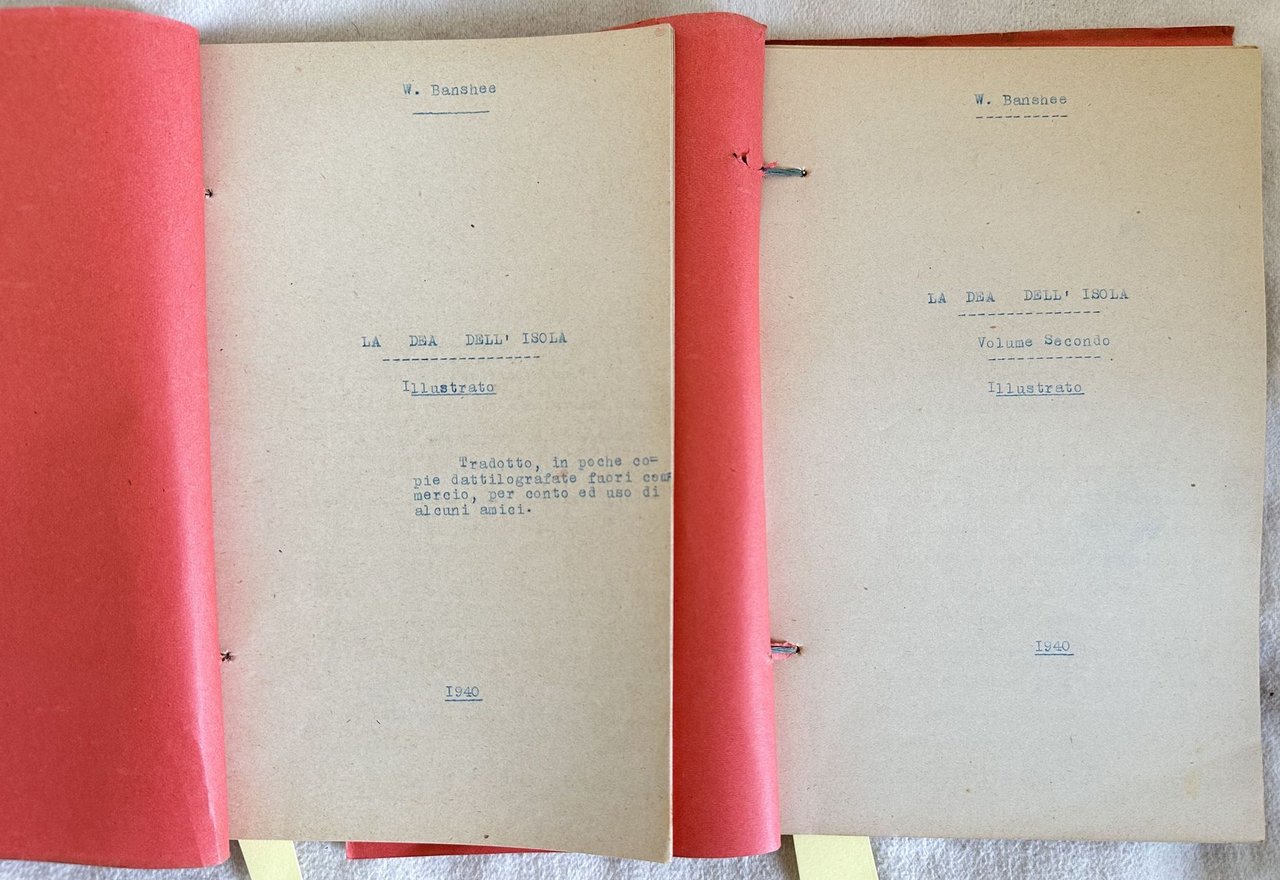 W. Banshee
LA DEA DELL' ISOLA
Illustrato
Tradotto, in poche co=
pie dattilografate fuori com=
mercio, per conto ed uso di
alcuni amici.
1940
W. Banshee
LA DEA DELL' ISOLA
Volume Secondo
Illustrato
1940